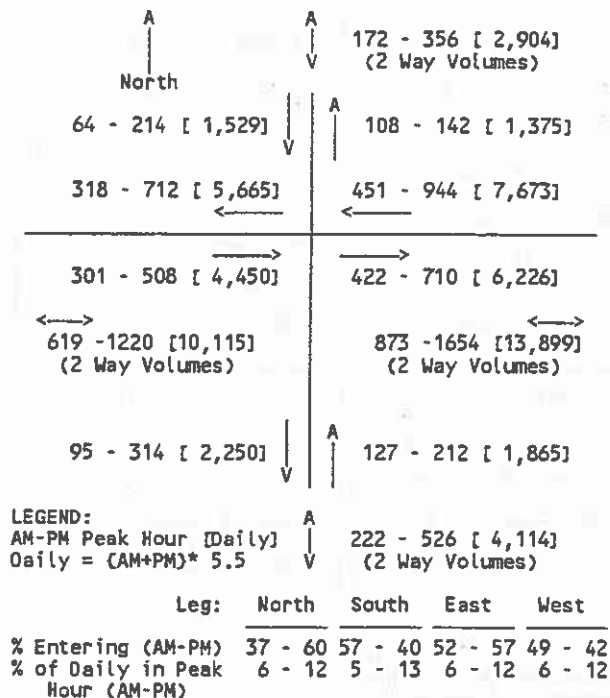 A A
172 - 356 [ 2,904]
V (2 Way Volumes)
North
A
64 - 214 [ 1,529] 108 - 142 [ 1,375]
V
318 - 712 [ 5,665] 451 - 944 [ 7,673]
<--- <---
---> --->
301 - 508 [ 4,450] 422 - 710 [ 6,226]
<---> <--->
619 -1220 [10,115] 873 -1654 [13,899]
(2 Way Volumes) (2 Way Volumes)
A
95 - 314 [ 2,250] 127 - 212 [ 1,865]
V
LEGEND: A
AM-PM Peak Hour [Daily] 222 - 526 [ 4,114]
Daily = (AM+PM)* 5.5 V (2 Way Volumes)
Leg: North South East West
% Entering (AM-PM) 37 - 60 57 - 40 52 - 57 49 - 42
% of Daily in Peak 6 - 12 5 - 13 6 - 12 6 - 12
Hour (AM-PM)